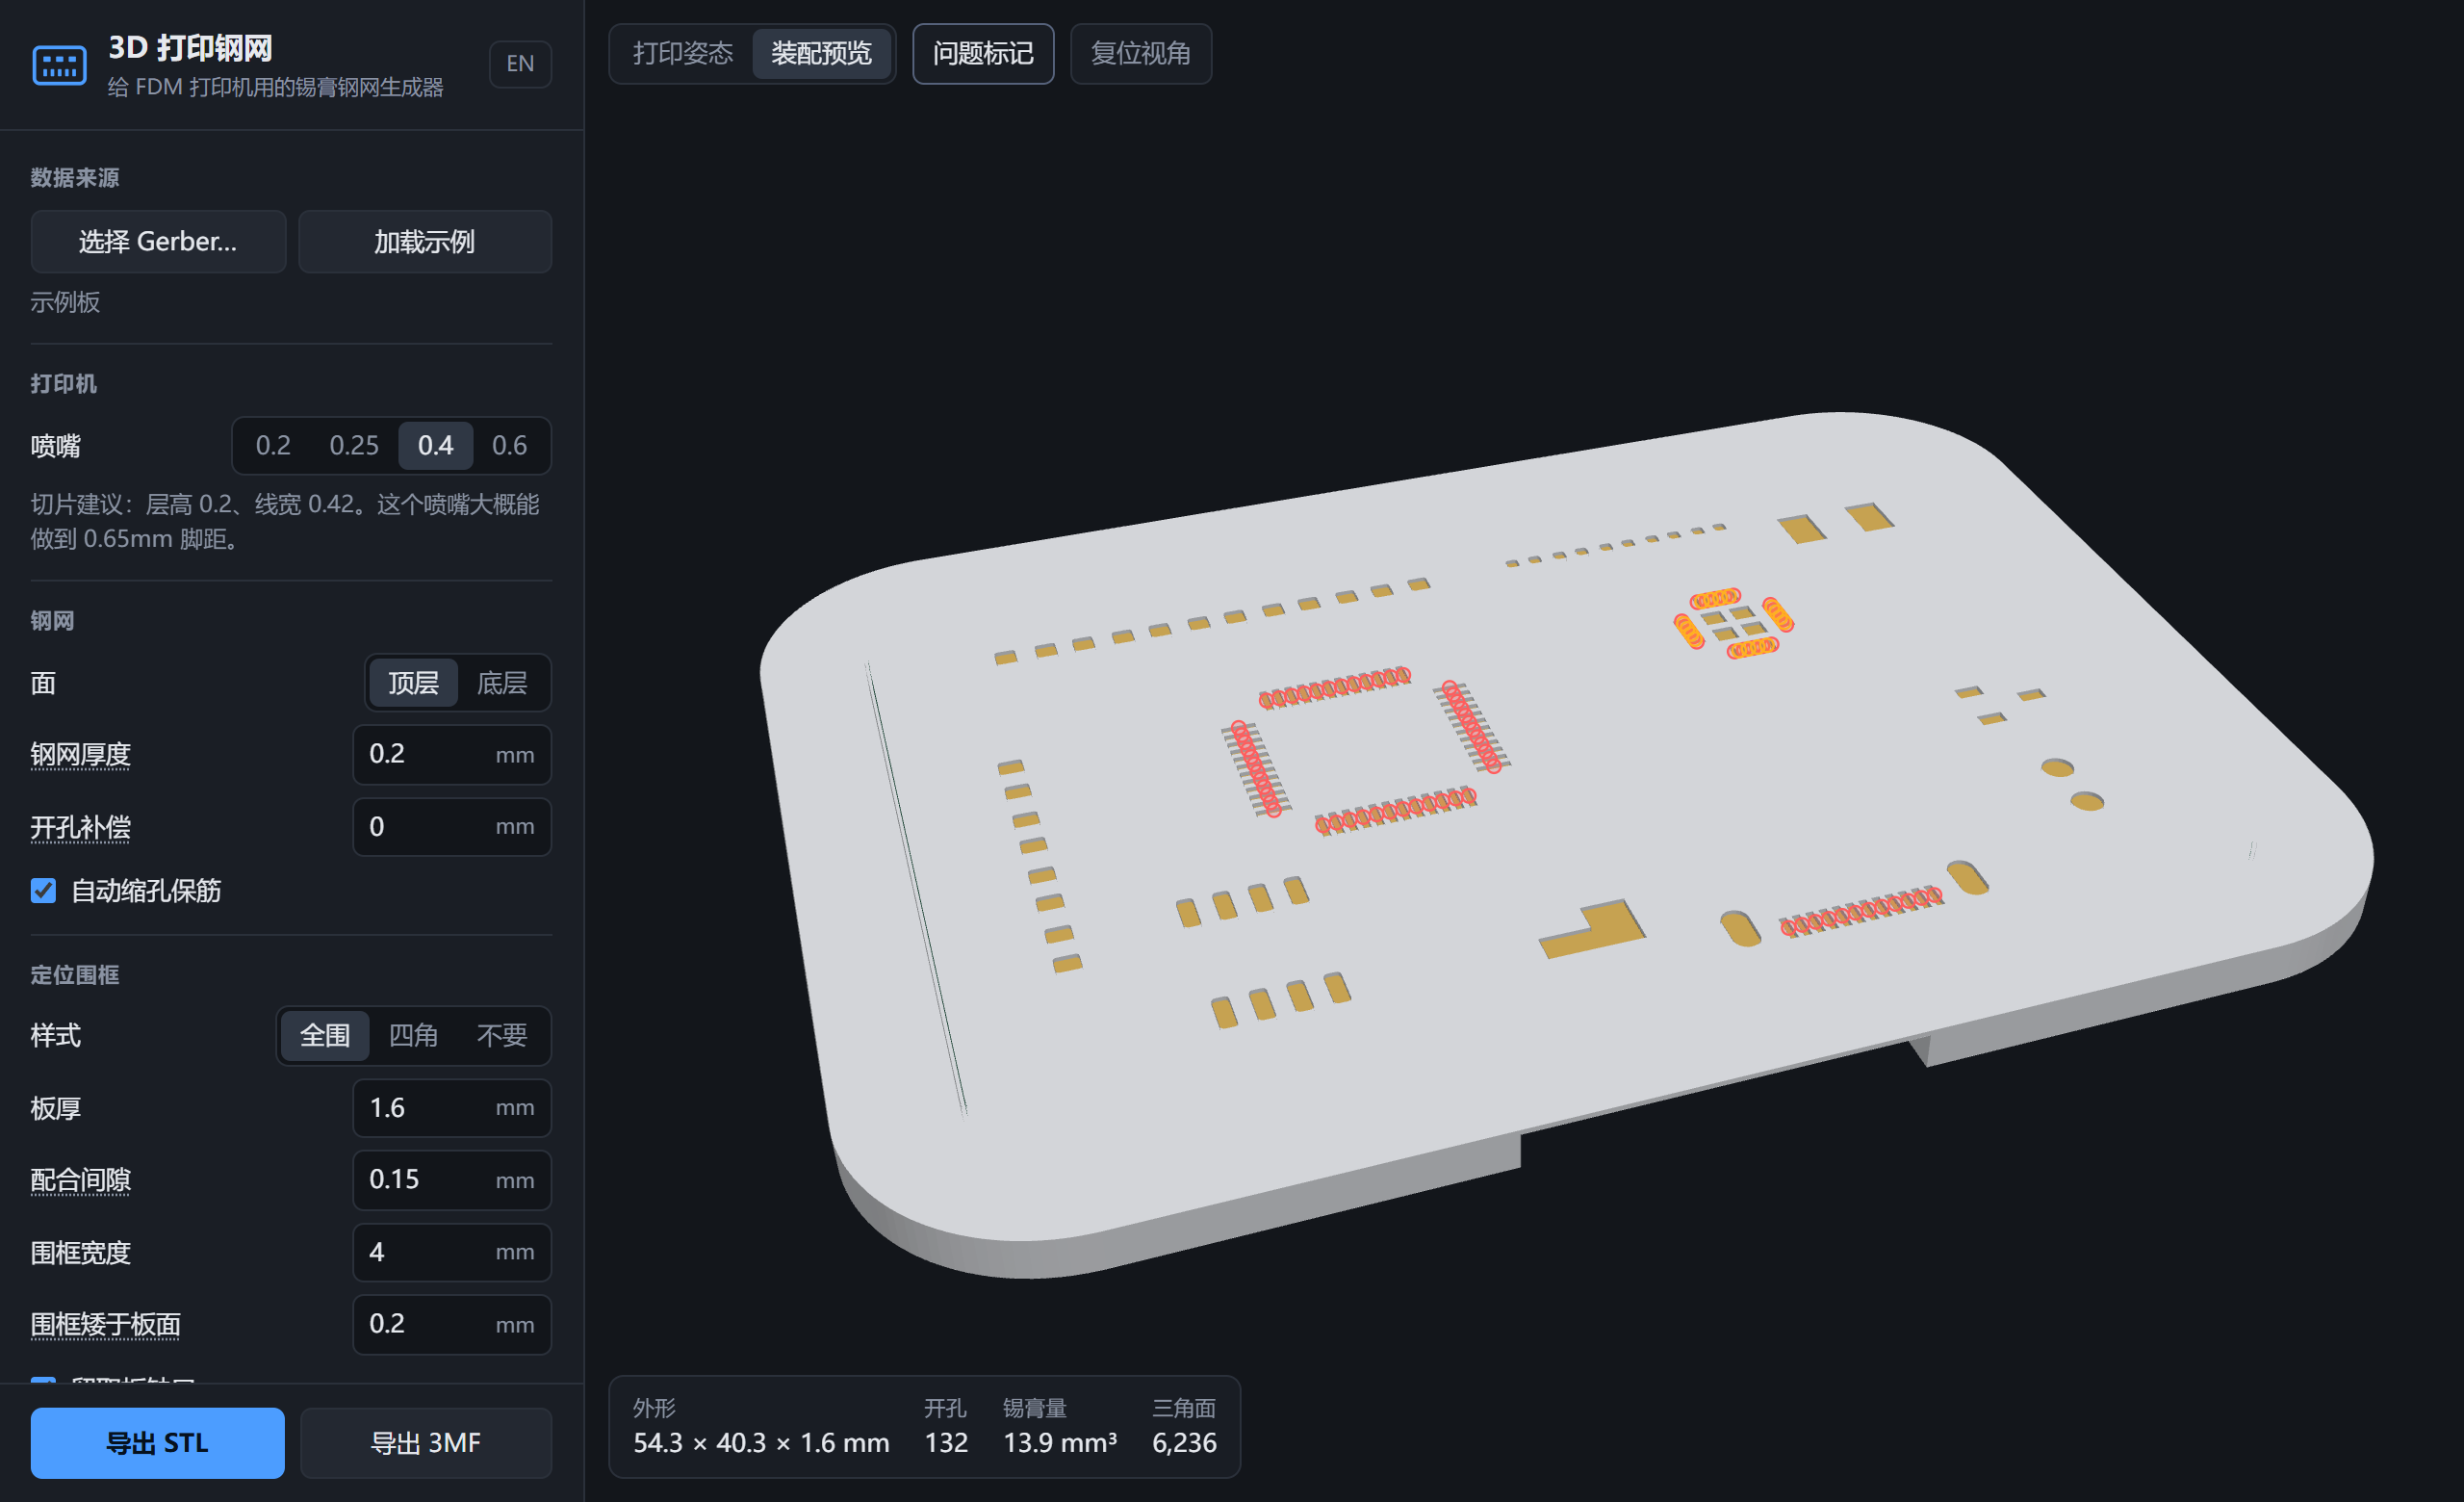 3D 打印钢网
给 FDM 打印机用的锡膏钢网生成器
EN
数据来源
选择 Gerber...
加载示例
示例板
打印机
喷嘴
0.2 0.25 0.4 0.6
切片建议：层高 0.2、线宽 0.42。这个喷嘴大概能
做到 0.65mm 脚距。
钢网
面
顶层 底层
钢网厚度
0.2 mm
开孔补偿
0 mm
自动缩孔保筋
定位围框
样式
全围 四角 不要
板厚
1.6 mm
配合间隙
0.15 mm
围框宽度
4 mm
围框矮于板面
0.2 mm
导出 STL
导出 3MF
打印姿态 装配预览 问题标记 复位视角
外形 开孔 锡膏量 三角面
54.3 × 40.3 × 1.6 mm 132 13.9 mm³ 6,236